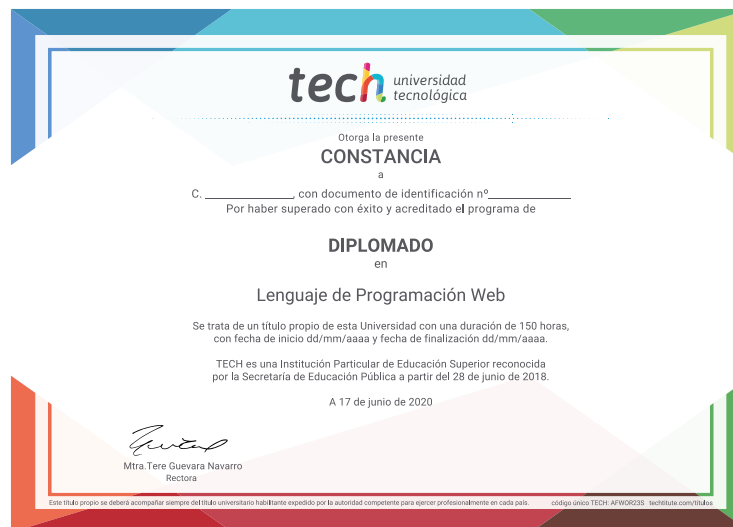 tech universidad
tecnológica
Otorga la presente
CONSTANCIA
a
C. ______________, con documento de identificación nº______________
Por haber superado con éxito y acreditado el programa de
DIPLOMADO
en
Lenguaje de Programación Web
Se trata de un título propio de esta Universidad con una duración de 150 horas,
con fecha de inicio dd/mm/aaaa y fecha de finalización dd/mm/aaaa.
TECH es una Institución Particular de Educación Superior reconocida
por la Secretaría de Educación Pública a partir del 28 de junio de 2018.
A 17 de junio de 2020
Mtra.Tere Guevara Navarro
Rectora
Este título propio se deberá acompañar siempre del título universitario habilitante expedido por la autoridad competente para ejercer profesionalmente en cada país. código único TECH: AFWOR23S techtitute.com/títulos